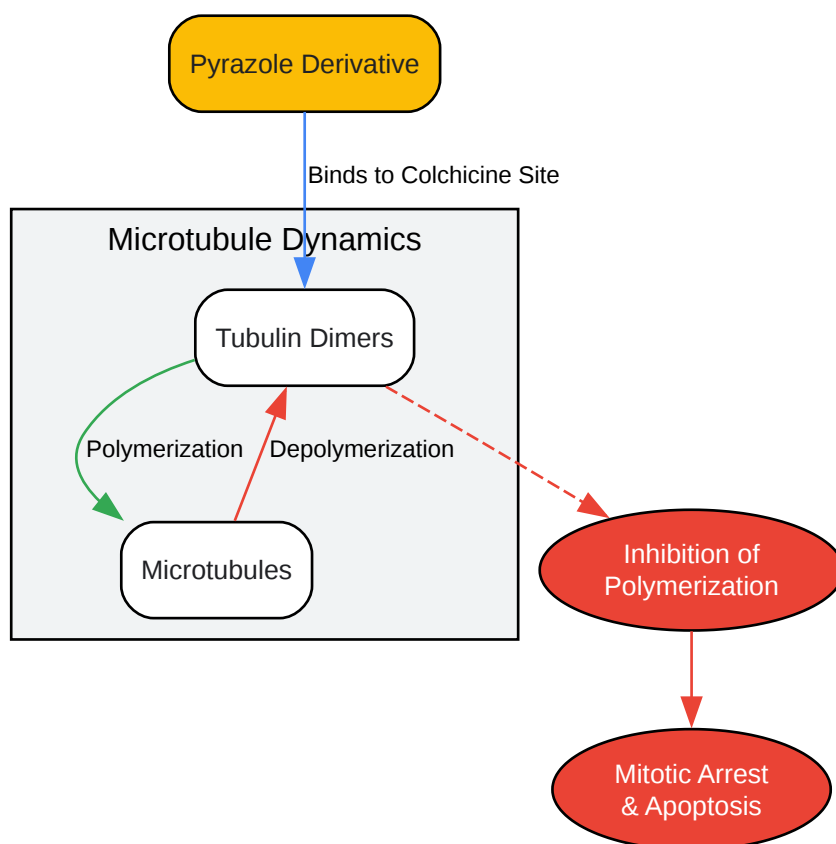 Pyrazole Derivative
Binds to Colchicine Site
Microtubule Dynamics
Tubulin Dimers
Polymerization
Depolymerization
Microtubules
Inhibition of
Polymerization
Mitotic Arrest
& Apoptosis